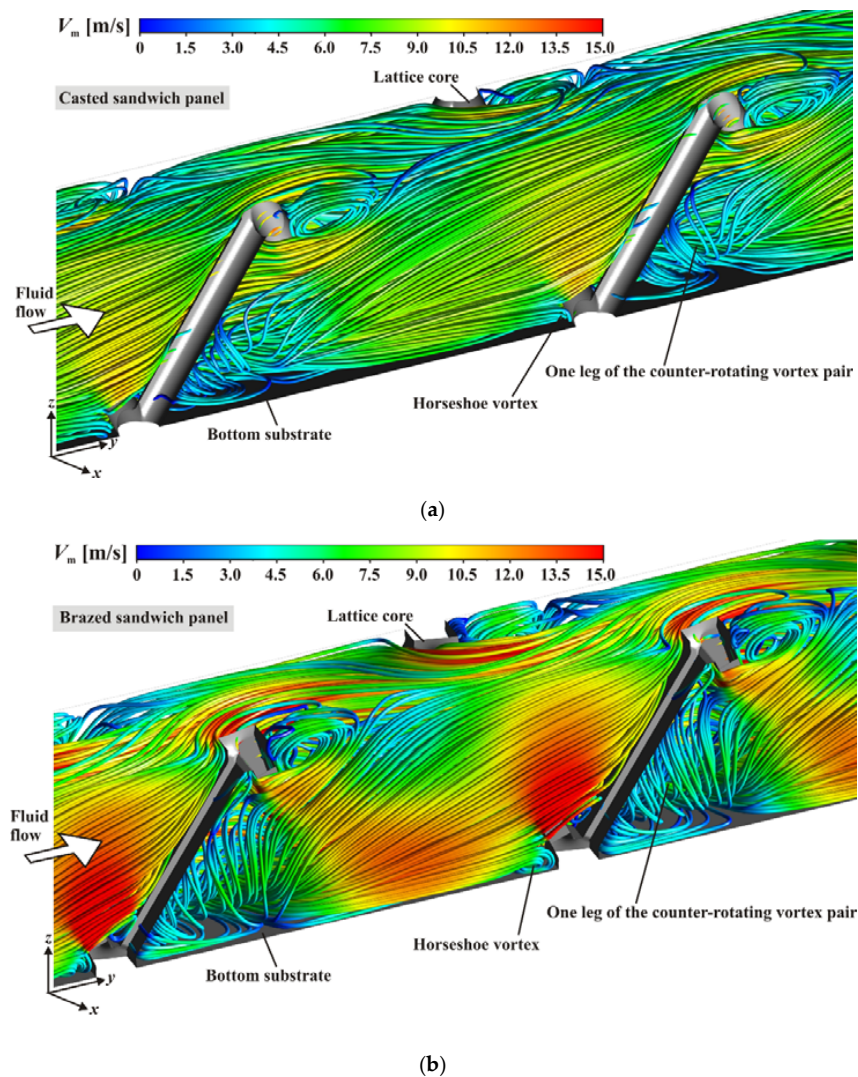 V_m [m/s]
0 1.5 3.0 4.5 6.0 7.5 9.0 10.5 12.0 13.5 15.0
Lattice core
Casted sandwich panel
Fluid
flow
One leg of the counter-rotating vortex pair
Horseshoe vortex
Bottom substrate
z
y
x
(a)
V_m [m/s]
0 1.5 3.0 4.5 6.0 7.5 9.0 10.5 12.0 13.5 15.0
Lattice core
Brazed sandwich panel
Fluid
flow
One leg of the counter-rotating vortex pair
Horseshoe vortex
Bottom substrate
z
y
x
(b)